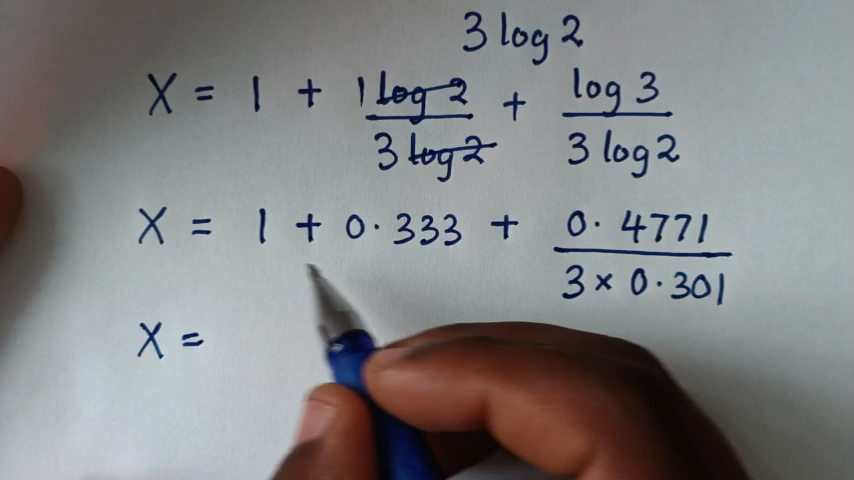 3 log 2
X = 1 + 1 log 2 / 3 log 2 + log 3 / 3 log 2
X = 1 + 0.333 + 0.4771 / 3 × 0.301
X =